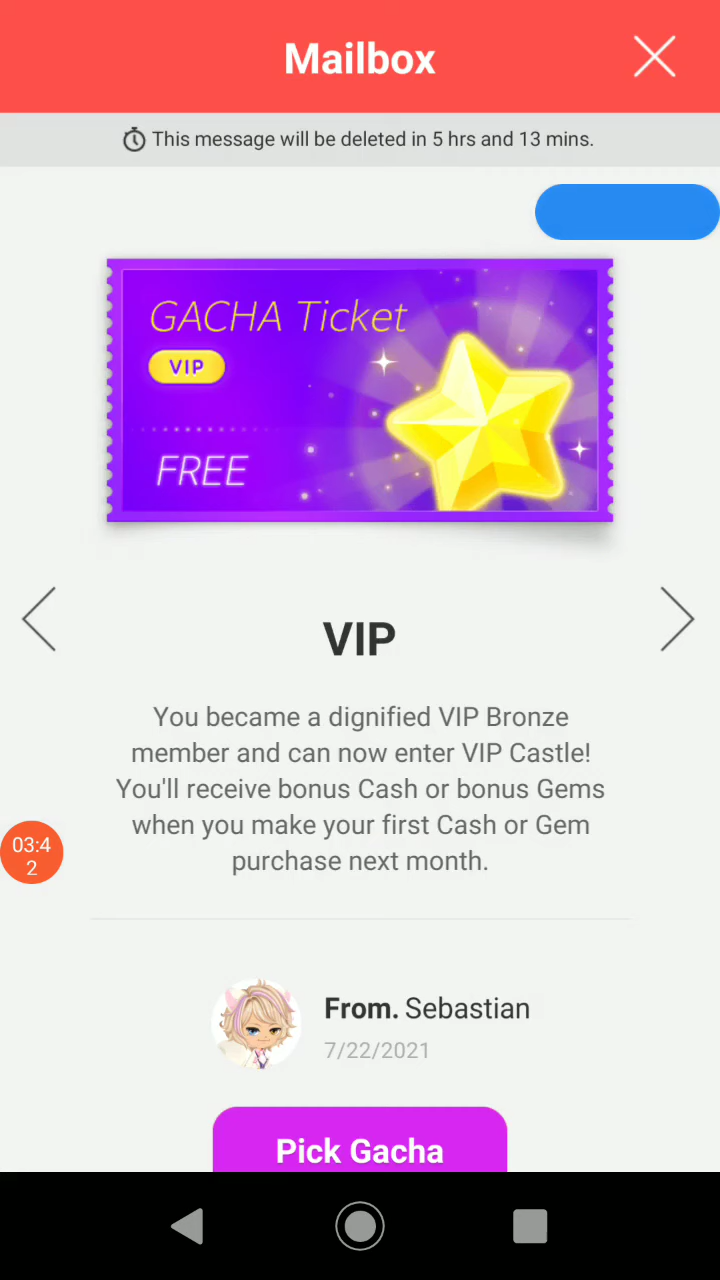 Mailbox
This message will be deleted in 5 hrs and 13 mins.
GACHA Ticket
VIP
FREE
VIP
You became a dignified VIP Bronze
member and can now enter VIP Castle!
You'll receive bonus Cash or bonus Gems
when you make your first Cash or Gem
purchase next month.
03:4
2
From. Sebastian
7/22/2021
Pick Gacha